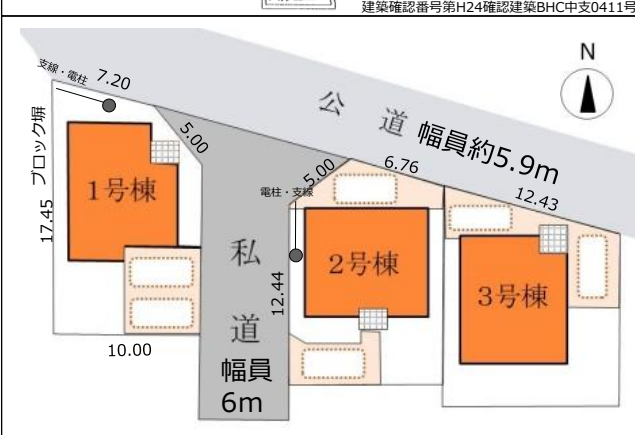 建築確認番号第H24確認建築BHC中支0411号
N
支線・電柱
7.20
公道 幅員約5.9m
ブロック塀
17.45
1号棟
5.00
5.00
電柱・支線
6.76
12.43
私道
幅員
6m
12.44
2号棟
3号棟
10.00